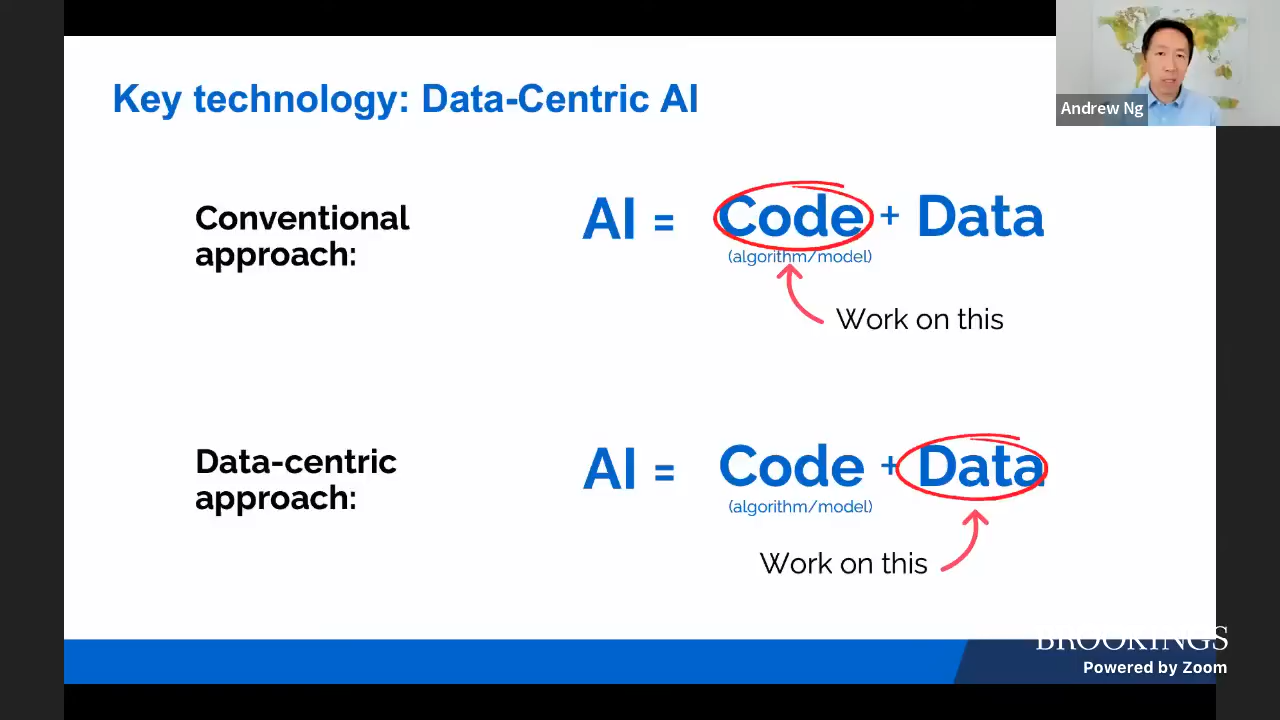 Key technology: Data-Centric AI
Andrew Ng
Conventional
approach:
AI = Code + Data
(algorithm/model)
Work on this
Data-centric
approach:
AI = Code + Data
(algorithm/model)
Work on this
BROOKINGS
Powered by Zoom